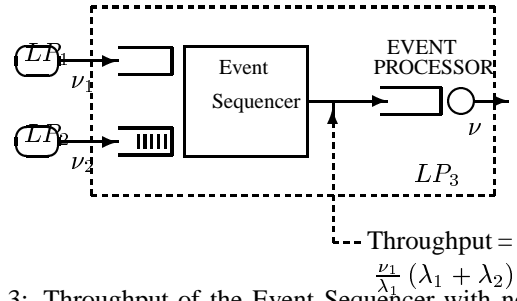 LP1
ν1
LP2
ν2
Event
Sequencer
EVENT
PROCESSOR
ν
LP3
Throughput =
ν1/λ1 (λ1 + λ2)
3: Throughput of the Event Sequencer with